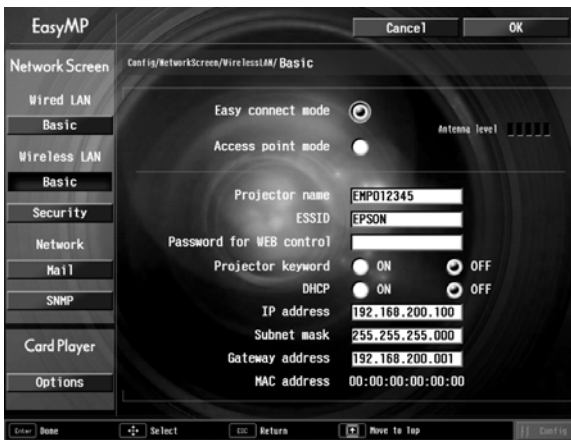 EasyMP
Cancel
OK
Network Screen
Config/NetworkScreen/WirelessLAN/Basic
Wired LAN
Basic
Wireless LAN
Basic
Security
Network
Mail
SNMP
Card Player
Options
Easy connect mode
Antenna level
Access point mode
Projector name EMP012345
ESSID EPSON
Password for WEB control
Projector keyword ON OFF
DHCP ON OFF
IP address 192.168.200.100
Subnet mask 255.255.255.000
Gateway address 192.168.200.001
MAC address 00:00:00:00:00:00
Enter Done Select ESC Return Move to Top Config